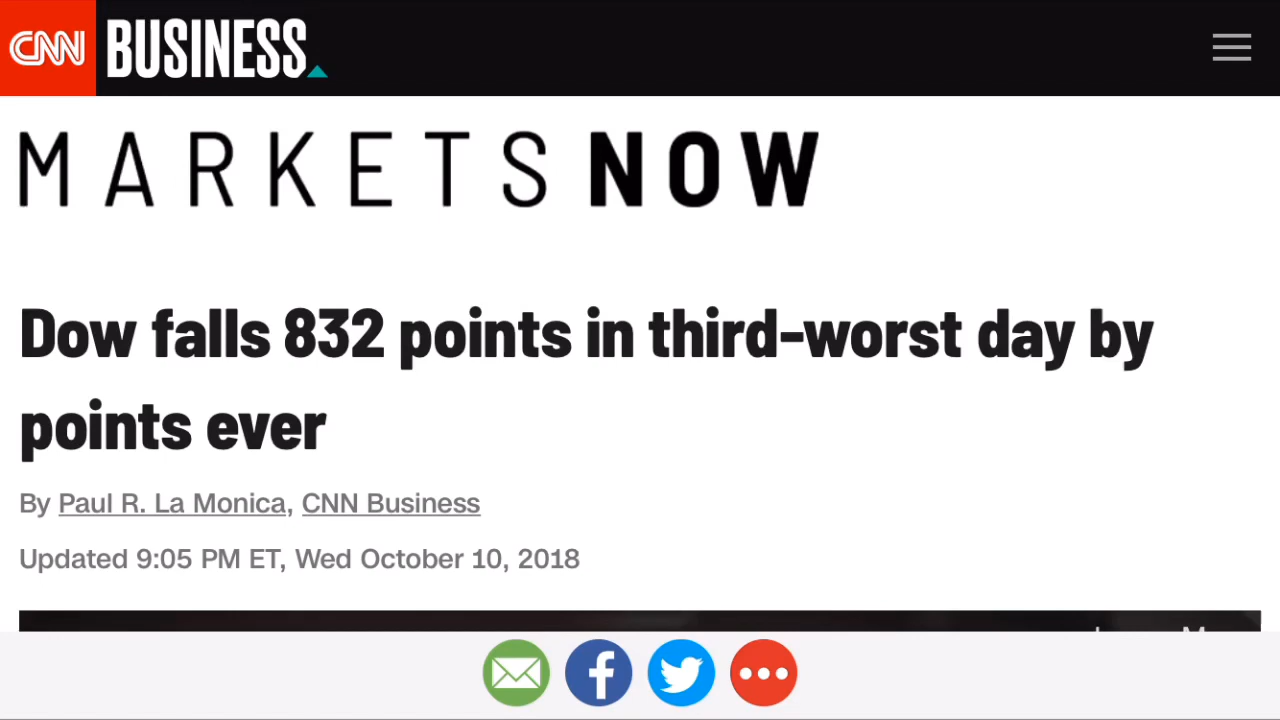 CNN BUSINESS
MARKETS NOW
Dow falls 832 points in third-worst day by
points ever
By Paul R. La Monica, CNN Business
Updated 9:05 PM ET, Wed October 10, 2018